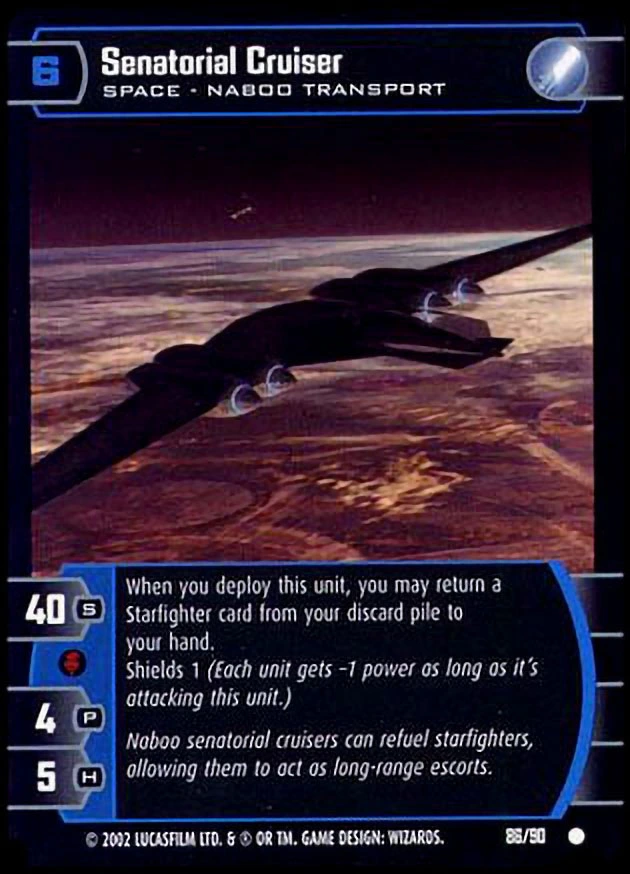 6
Senatorial Cruiser
SPACE - NABOO TRANSPORT
When you deploy this unit, you may return a
Starfighter card from your discard pile to
your hand.
Shields 1 (Each unit gets –1 power as long as it's
attacking this unit.)
Naboo senatorial cruisers can refuel starfighters,
allowing them to act as long-range escorts.
40 S
4 P
5 H
© 2002 LUCASFILM LTD. & ® OR TM. GAME DESIGN: WIZARDS.
86/90